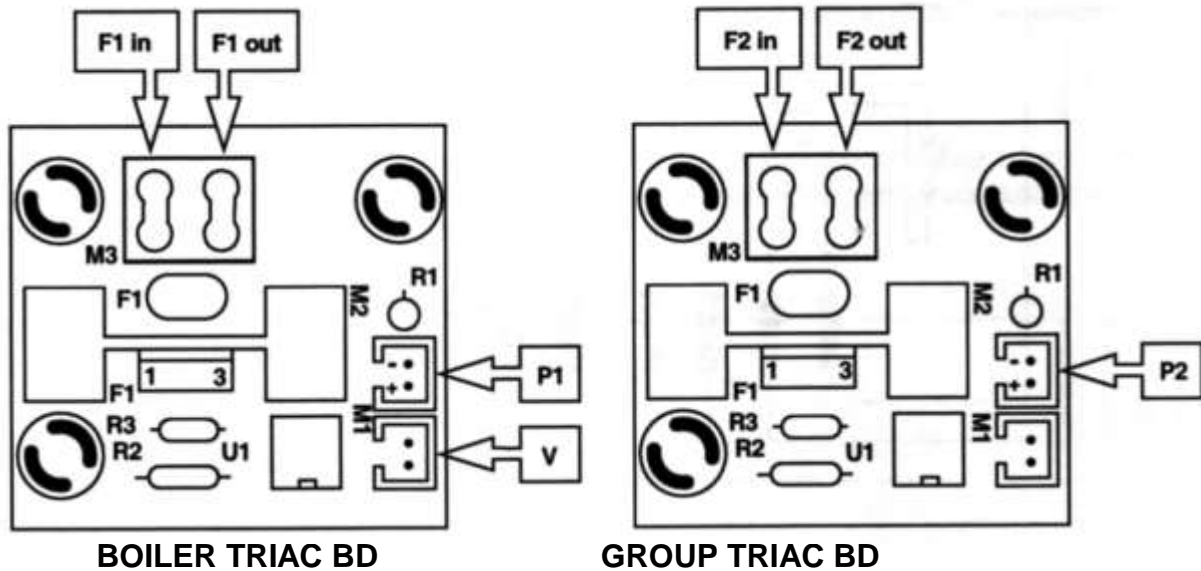 F1 in
F1 out
M3
F1
R1
M2
-
+
1
3
F1
P1
R3
R2
U1
M1
V
BOILER TRIAC BD
F2 in
F2 out
M3
F1
R1
M2
-
+
1
3
F1
P2
R3
R2
U1
M1
GROUP TRIAC BD